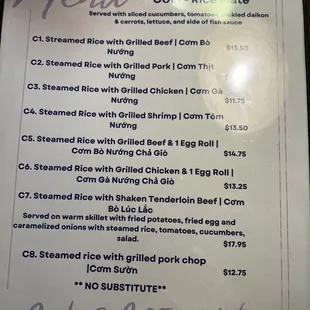 Rice Plate
Served with sliced cucumbers, tomatoes, pickled daikon
& carrots, lettuce, and side of fish sauce
C1. Streamed Rice with Grilled Beef | Cơm Bò
Nướng $13.50
C2. Steamed Rice with Grilled Pork | Cơm Thịt
Nướng
C3. Steamed Rice with Grilled Chicken | Cơm Gà
Nướng $11.75
C4. Steamed Rice with Grilled Shrimp | Cơm Tôm
Nướng $13.50
C5. Steamed Rice with Grilled Beef & 1 Egg Roll |
Cơm Bò Nướng Chả Giò $14.75
C6. Steamed Rice with Grilled Chicken & 1 Egg Roll |
Cơm Gà Nướng Chả Giò $13.25
C7. Steamed Rice with Shaken Tenderloin Beef | Cơm
Bò Lúc Lắc
Served on warm skillet with fried potatoes, fried egg and
caramelized onions with steamed rice, tomatoes, cucumbers,
salad. $17.95
C8. Steamed rice with grilled pork chop
|Cơm Sườn $12.75
** NO SUBSTITUTE**